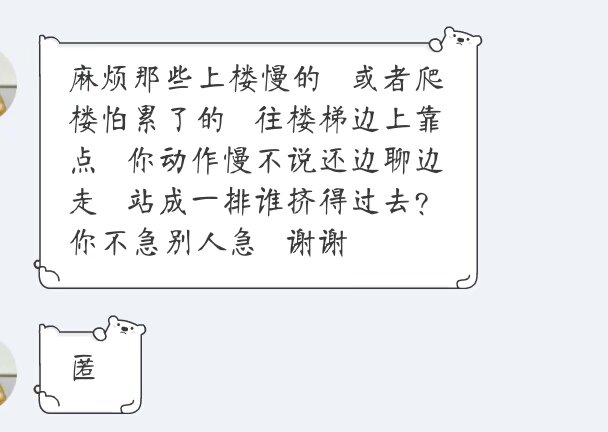 麻烦那些上楼慢的 或者爬
楼怕累了的 往楼梯边上靠
点 你动作慢不说还边聊边
走 站成一排谁挤得过去?
你不急别人急 谢谢
匿